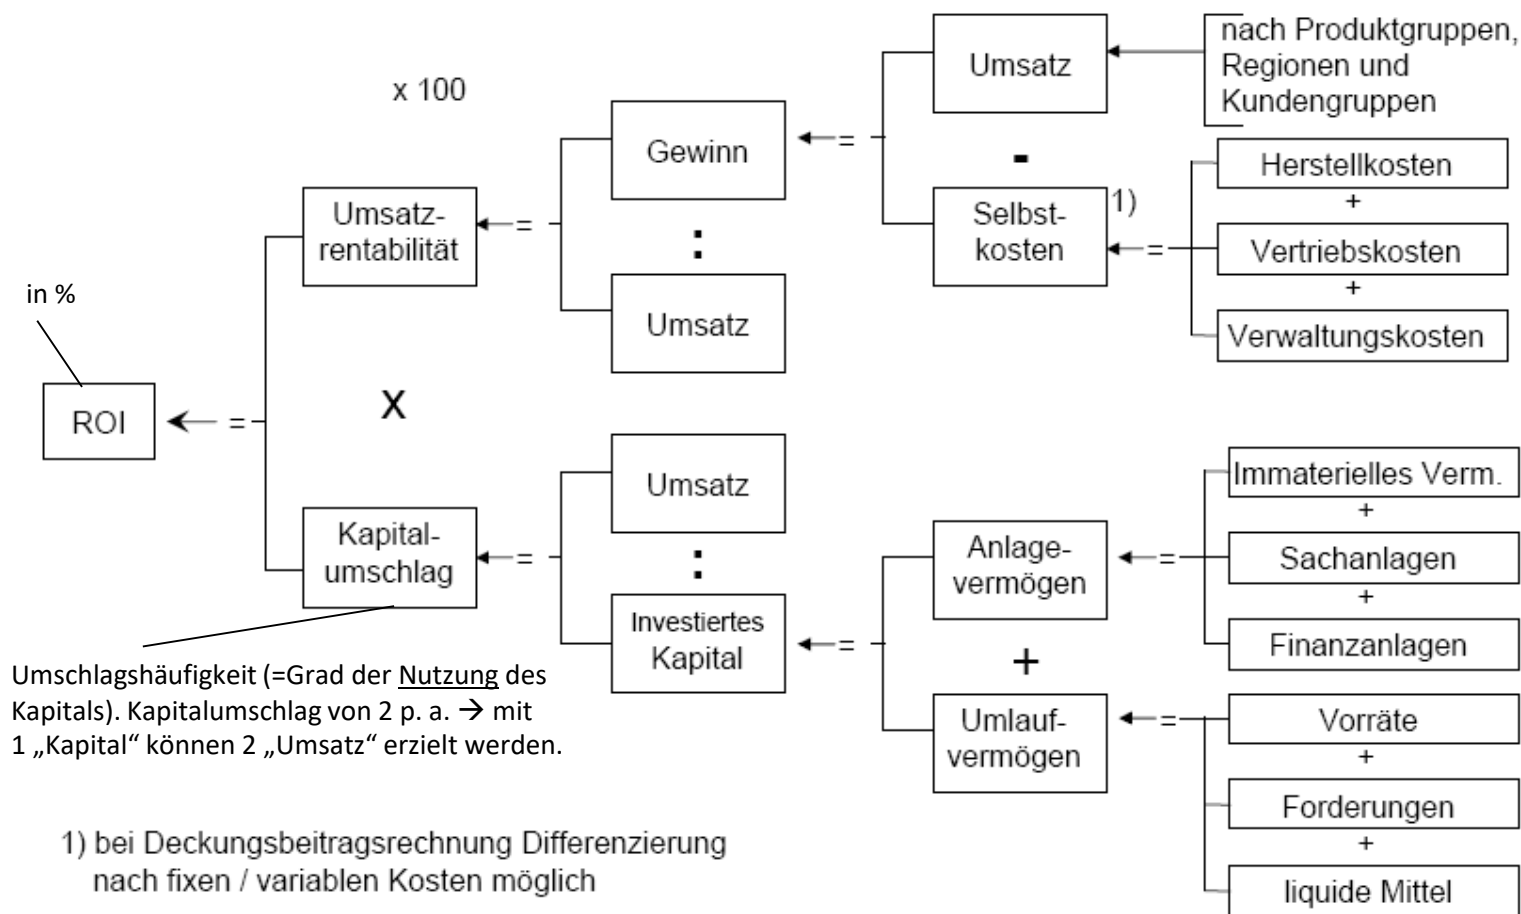 x 100
in %
ROI
=
Umsatz-
rentabilität
X
Kapital-
umschlag
=
Gewinn
:
Umsatz
=
Umsatz
:
Investiertes
Kapital
=
Umsatz
-
Selbst-
kosten
1)
nach Produktgruppen,
Regionen und
Kundengruppen
=
Herstellkosten
+
Vertriebskosten
+
Verwaltungskosten
=
Anlage-
vermögen
+
Umlauf-
vermögen
=
Immaterielles Verm.
+
Sachanlagen
+
Finanzanlagen
=
Vorräte
+
Forderungen
+
liquide Mittel
Umschlagshäufigkeit (=Grad der Nutzung des
Kapitals). Kapitalumschlag von 2 p. a. → mit
1 „Kapital“ können 2 „Umsatz“ erzielt werden.
1) bei Deckungsbeitragsrechnung Differenzierung
nach fixen / variablen Kosten möglich